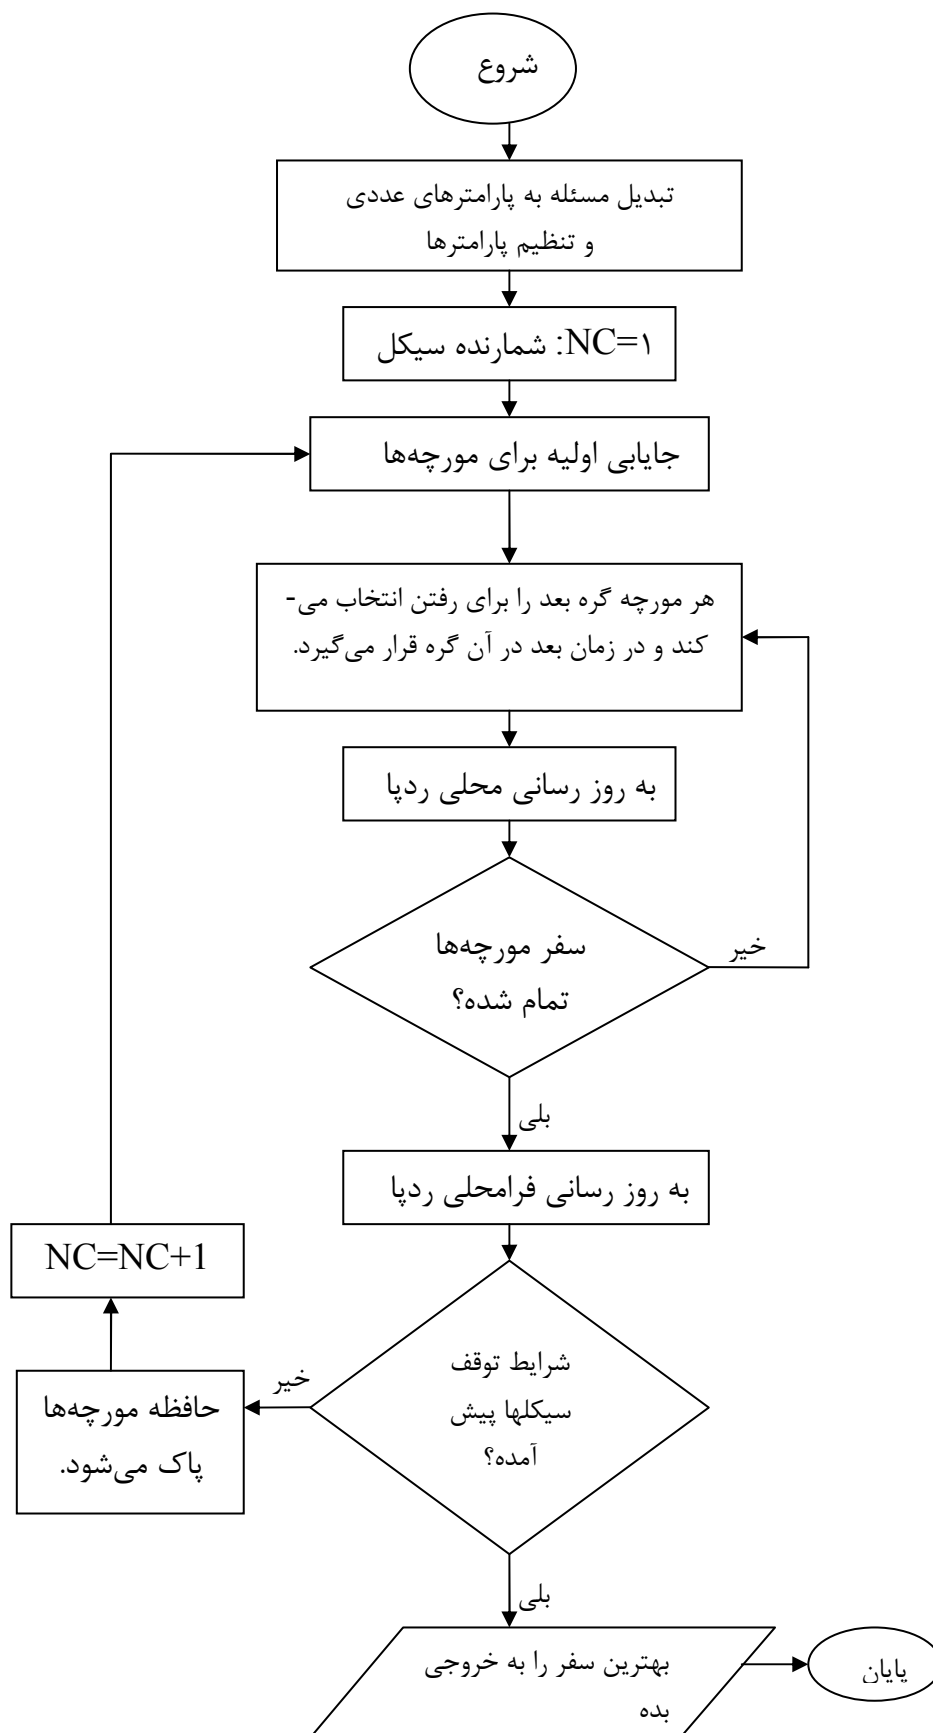 شروع
تبدیل مسئله به پارامترهای عددی
و تنظیم پارامترها
NC=۱: شمارنده سیکل
جایابی اولیه برای مورچه‌ها
هر مورچه گره بعد را برای رفتن انتخاب می-
کند و در زمان بعد در آن گره قرار می‌گیرد.
به روز رسانی محلی ردپا
سفر مورچه‌ها
تمام شده؟
خیر
بلی
به روز رسانی فرامحلی ردپا
NC=NC+1
شرایط توقف
سیکلها پیش
آمده؟
خیر
حافظه مورچه‌ها
پاک می‌شود.
بلی
بهترین سفر را به خروجی
بده
پایان